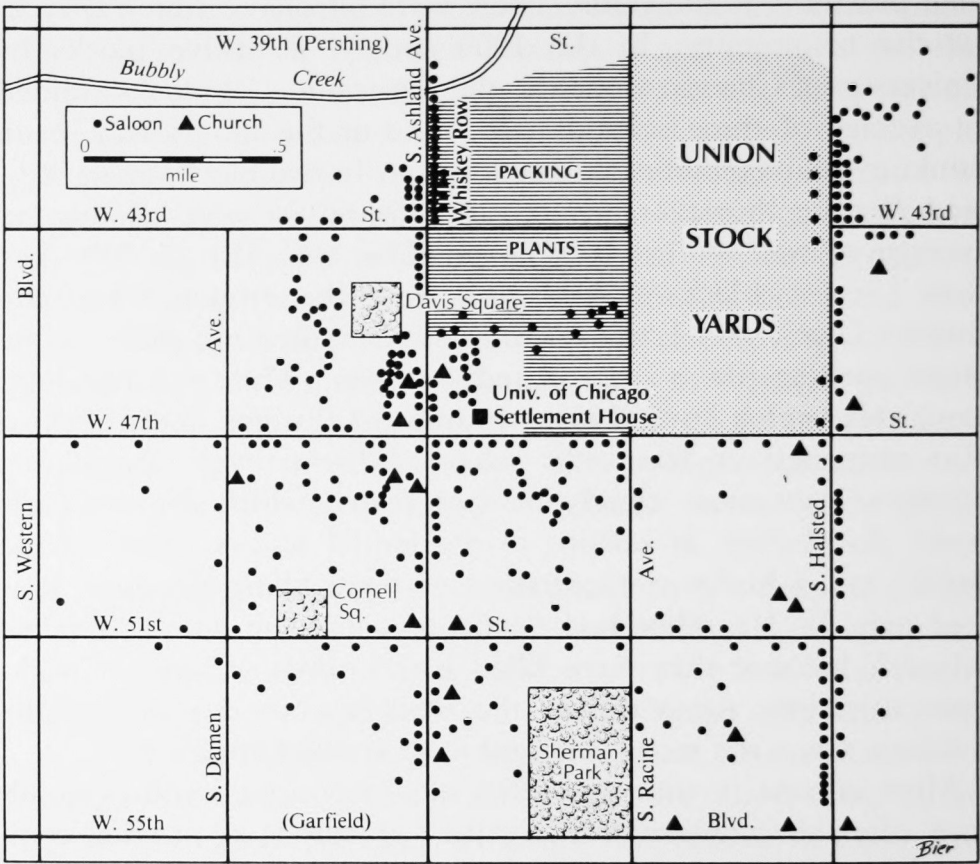 W. 39th (Pershing)
St.
Bubbly Creek
S. Ashland Ave.
Saloon Church
0 .5
mile
Whiskey Row
UNION
PACKING
W. 43rd St.
W. 43rd
STOCK
PLANTS
Blvd.
Ave.
Davis Square
YARDS
Univ. of Chicago
Settlement House
W. 47th
St.
S. Western
Ave.
S. Halsted
Cornell
Sq.
W. 51st
St.
S. Damen
Sherman
Park
S. Racine
W. 55th
(Garfield)
Blvd.
Bier